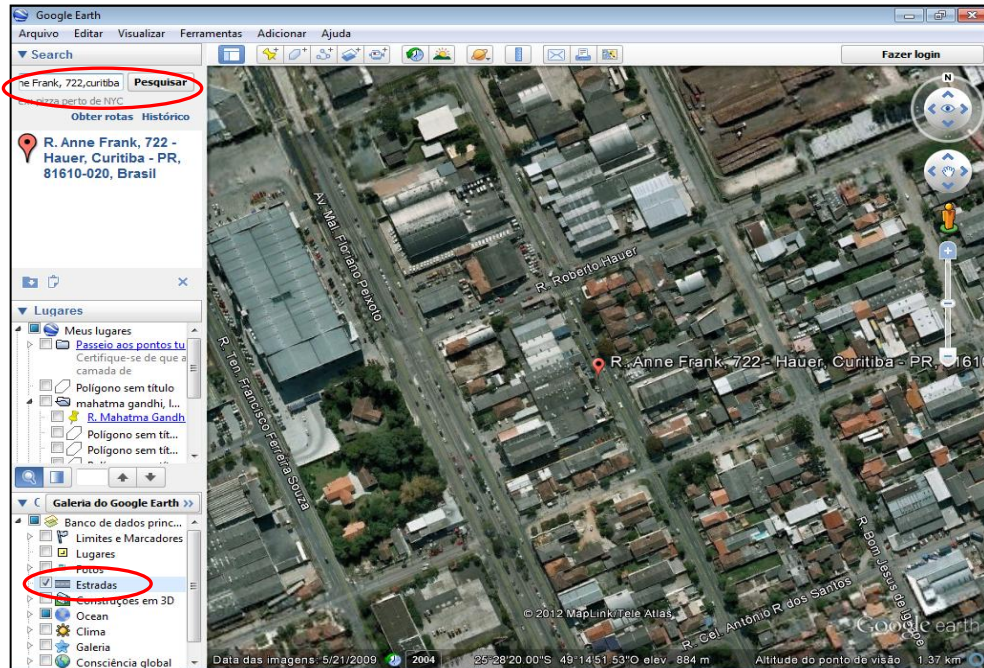 Google Earth
Arquivo Editar Visualizar Ferramentas Adicionar Ajuda
Search
Fazer login
ne Frank, 722,curitiba Pesquisar
pizza perto de NYC
Obter rotas Histórico
R. Anne Frank, 722 -
Hauer, Curitiba - PR,
81610-020, Brasil
Lugares
Meus lugares
Passeio aos pontos tu
Certifique-se de que a
camada de
Polígono sem título
mahatma gandhi, l...
R. Mahatma Gandh
Polígono sem tít...
Polígono sem tít...
Galeria do Google Earth >>
Banco de dados princ...
Limites e Marcadores
Lugares
Fotos
Estradas
Construções em 3D
Ocean
Clima
Galeria
Consciência global
N
Av. Mal. Floriano Peixoto
R. Roberto Hauer
R. Ten. Francisco Ferreira Souza
R. Anne Frank, 722 - Hauer, Curitiba - PR, 81610
R. Bom Jesus de Iguape
R. Cel. Antônio R. dos Santos
© 2012 MapLink/Tele Atlas
Google earth
Data das imagens: 5/21/2009 2004 25°28'20.00"S 49°14'51.53"O elev 884 m Altitude do ponto de visão 1.37 km